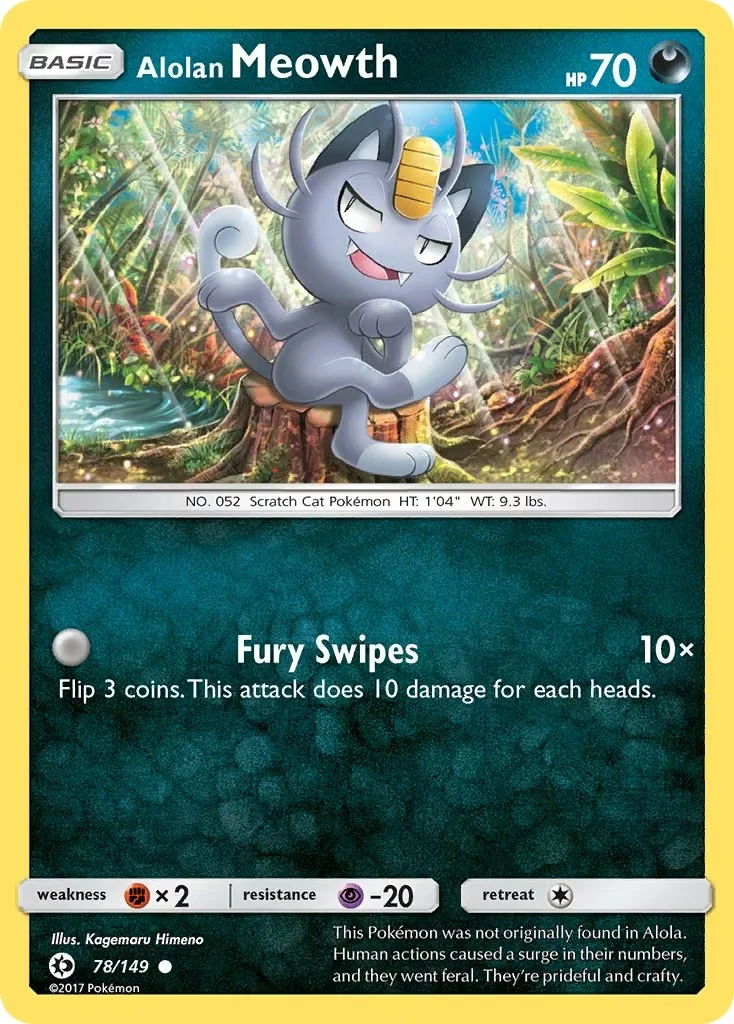 BASIC Alolan Meowth HP 70
NO. 052 Scratch Cat Pokémon HT: 1'04" WT: 9.3 lbs.
Fury Swipes 10×
Flip 3 coins. This attack does 10 damage for each heads.
weakness × 2 resistance -20 retreat
Illus. Kagemaru Himeno
78/149
©2017 Pokémon
This Pokémon was not originally found in Alola.
Human actions caused a surge in their numbers,
and they went feral. They're prideful and crafty.